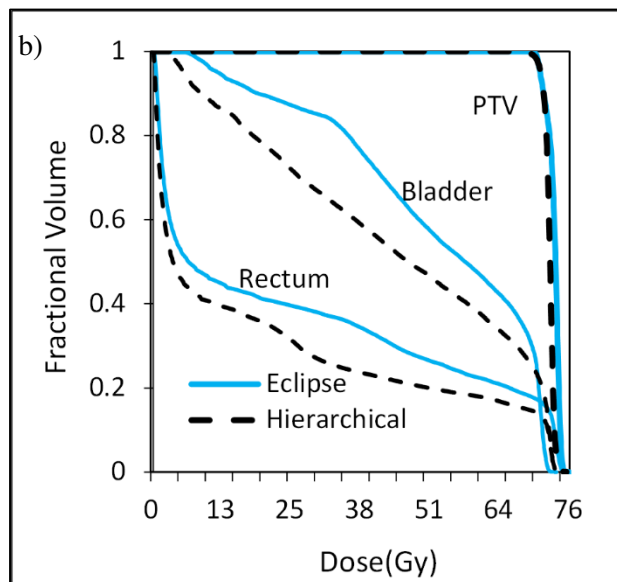 b)
1
0.8
0.6
0.4
0.2
0
Fractional Volume
PTV
Bladder
Rectum
Eclipse
Hierarchical
0 13 25 38 51 64 76
Dose(Gy)